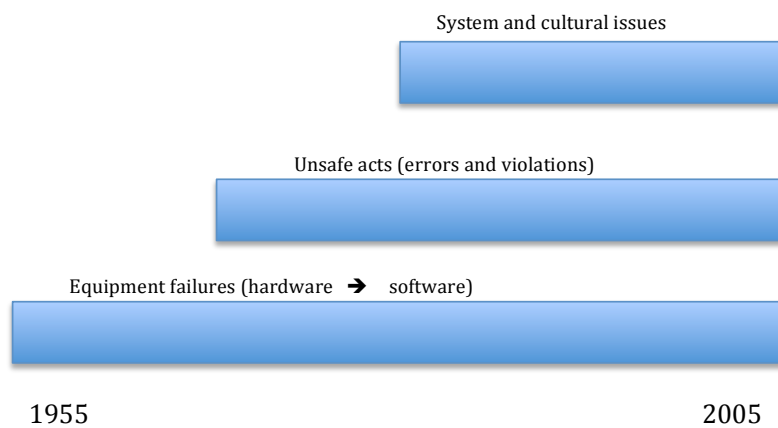 System and cultural issues
Unsafe acts (errors and violations)
Equipment failures (hardware ➔ software)
1955 2005